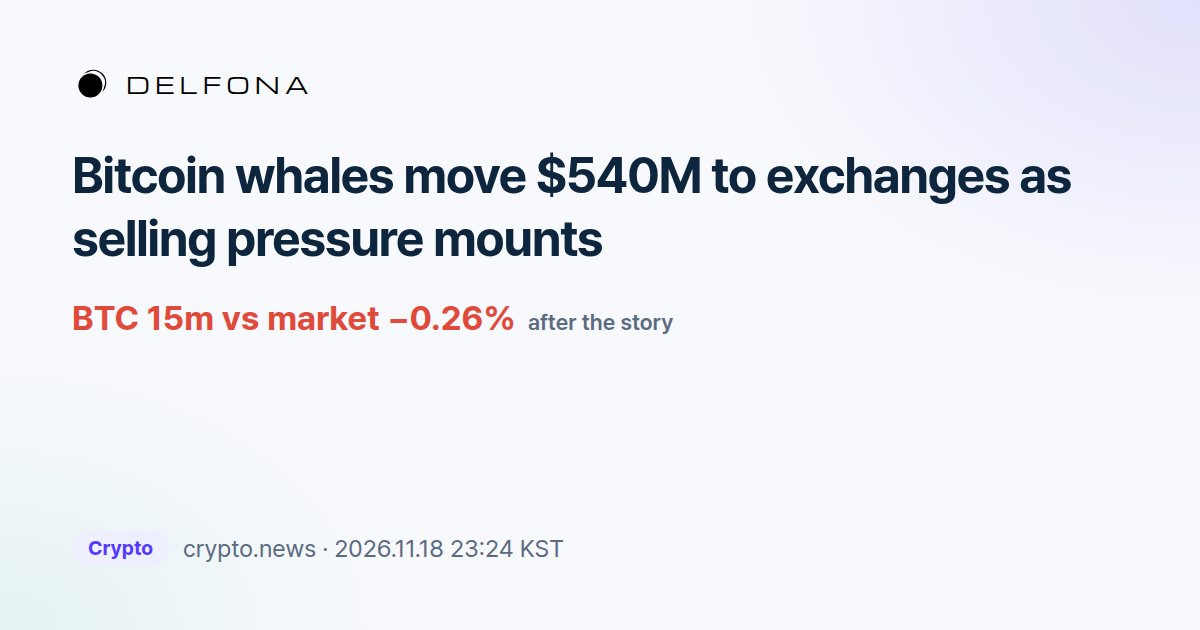 DELFONA
Bitcoin whales move $540M to exchanges as
selling pressure mounts
BTC 15m vs market −0.26% after the story
Crypto crypto.news · 2026.11.18 23:24 KST